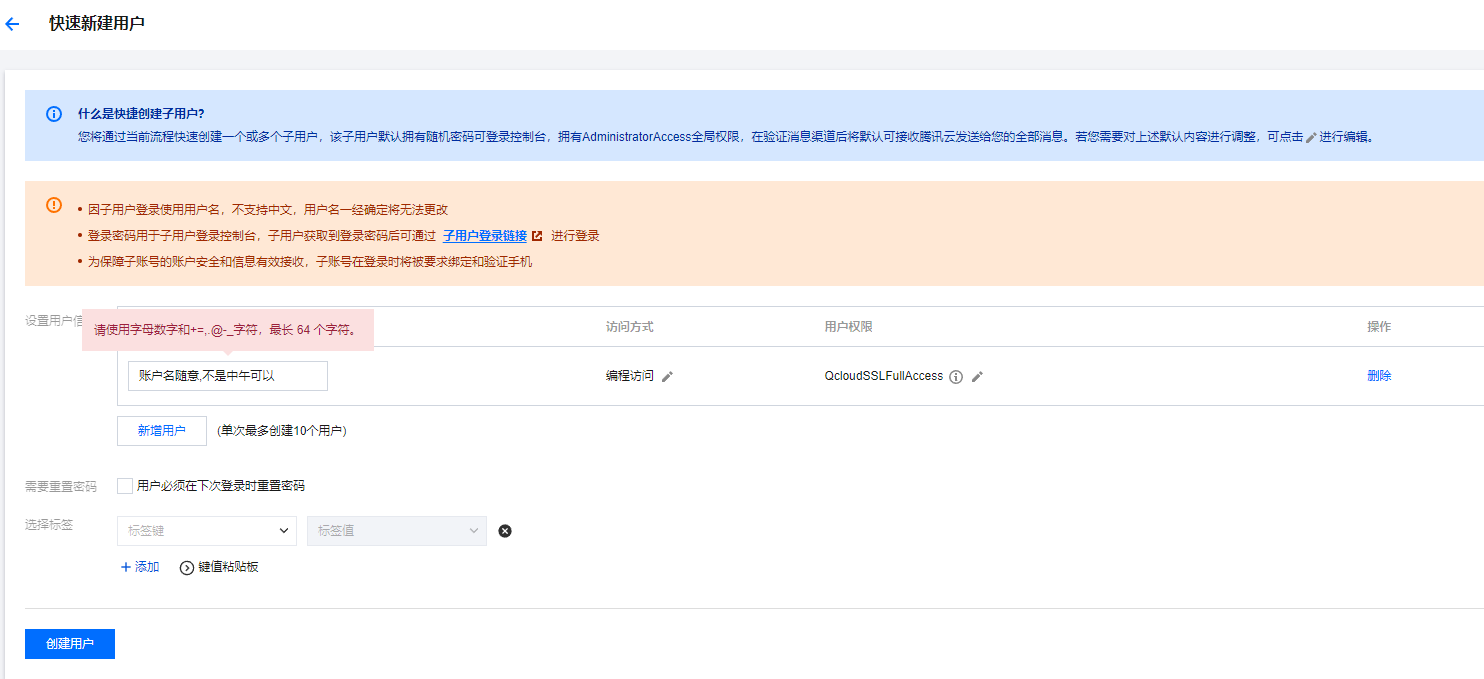 快速新建用户
什么是快捷创建子用户?
您将通过当前流程快速创建一个或多个子用户，该子用户默认拥有随机密码可登录控制台，拥有AdministratorAccess全局权限，在验证消息渠道后将默认可接收腾讯云发送给您的全部消息。若您需要对上述默认内容进行调整，可点击 进行编辑。
因子用户登录使用用户名，不支持中文，用户名一经确定将无法更改
登录密码用于子用户登录控制台，子用户获取到登录密码后可通过 子用户登录链接 进行登录
为保障子账号的账户安全和信息有效接收，子账号在登录时将被要求绑定和验证手机
设置用户信
请使用字母数字和+=,.@-_字符，最长 64 个字符。
访问方式 用户权限 操作
账户名随意,不是中午可以 编程访问 QcloudSSLFullAccess 删除
新增用户 (单次最多创建10个用户)
需要重置密码 用户必须在下次登录时重置密码
选择标签 标签键 标签值
+ 添加 键值粘贴板
创建用户